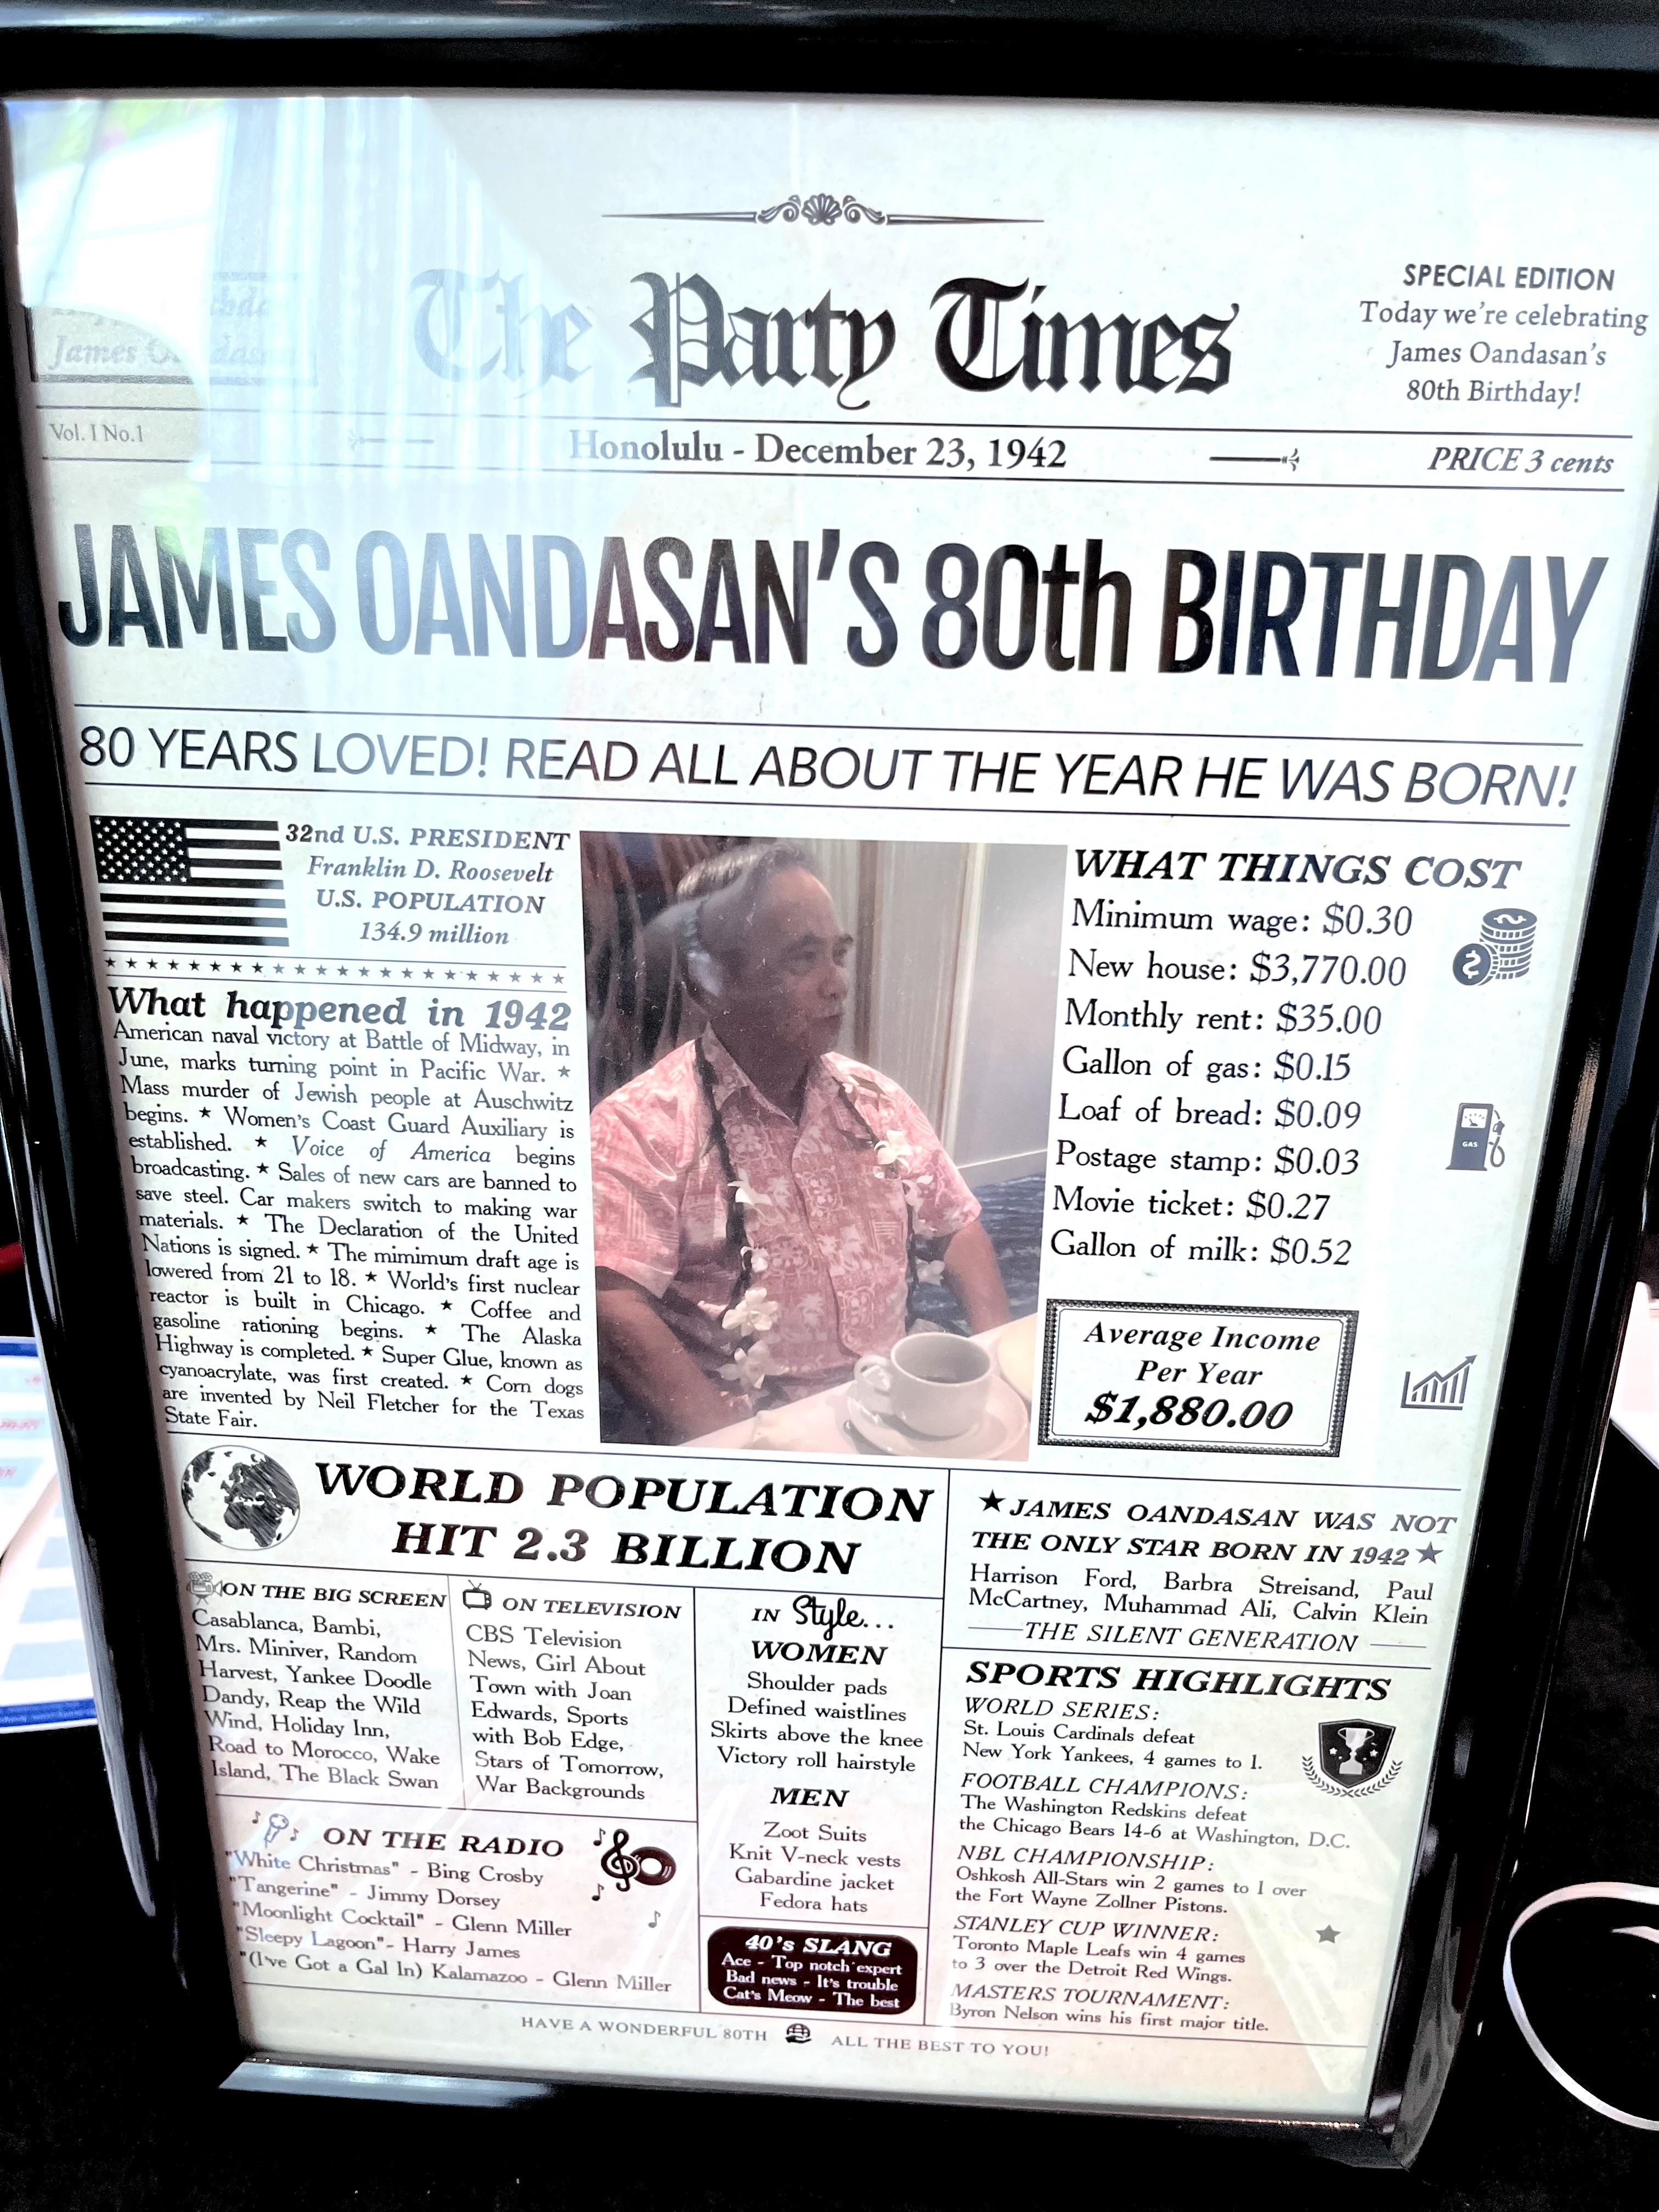 James
The Party Times
SPECIAL EDITION
Today we're celebrating
James Oandasan's
80th Birthday!
Vol. I No.1
Honolulu - December 23, 1942
PRICE 3 cents
JAMES OANDASAN'S 80th BIRTHDAY
80 YEARS LOVED! READ ALL ABOUT THE YEAR HE WAS BORN!
32nd U.S. PRESIDENT
Franklin D. Roosevelt
U.S. POPULATION
134.9 million
What happened in 1942
American naval victory at Battle of Midway, in
June, marks turning point in Pacific War. ★
Mass murder of Jewish people at Auschwitz
begins. ★ Women's Coast Guard Auxiliary is
established. ★ Voice of America begins
broadcasting. ★ Sales of new cars are banned to
save steel. Car makers switch to making war
materials. ★ The Declaration of the United
Nations is signed. ★ The mimimum draft age is
lowered from 21 to 18. ★ World's first nuclear
reactor is built in Chicago. ★ Coffee and
gasoline rationing begins. ★ The Alaska
Highway is completed. ★ Super Glue, known as
cyanoacrylate, was first created. ★ Corn dogs
are invented by Neil Fletcher for the Texas
State Fair.
WHAT THINGS COST
Minimum wage: $0.30
New house: $3,770.00
Monthly rent: $35.00
Gallon of gas: $0.15
Loaf of bread: $0.09
Postage stamp: $0.03
Movie ticket: $0.27
Gallon of milk: $0.52
GAS
Average Income
Per Year
$1,880.00
WORLD POPULATION
HIT 2.3 BILLION
★ JAMES OANDASAN WAS NOT
THE ONLY STAR BORN IN 1942 ★
Harrison Ford, Barbra Streisand, Paul
McCartney, Muhammad Ali, Calvin Klein
THE SILENT GENERATION
ON THE BIG SCREEN
Casablanca, Bambi,
Mrs. Miniver, Random
Harvest, Yankee Doodle
Dandy, Reap the Wild
Wind, Holiday Inn,
Road to Morocco, Wake
Island, The Black Swan
ON TELEVISION
CBS Television
News, Girl About
Town with Joan
Edwards, Sports
with Bob Edge,
Stars of Tomorrow,
War Backgrounds
IN Style...
WOMEN
Shoulder pads
Defined waistlines
Skirts above the knee
Victory roll hairstyle
MEN
Zoot Suits
Knit V-neck vests
Gabardine jacket
Fedora hats
SPORTS HIGHLIGHTS
WORLD SERIES:
St. Louis Cardinals defeat
New York Yankees, 4 games to 1.
FOOTBALL CHAMPIONS:
The Washington Redskins defeat
the Chicago Bears 14-6 at Washington, D.C.
NBL CHAMPIONSHIP:
Oshkosh All-Stars win 2 games to 1 over
the Fort Wayne Zollner Pistons.
STANLEY CUP WINNER:
Toronto Maple Leafs win 4 games
to 3 over the Detroit Red Wings.
MASTERS TOURNAMENT:
Byron Nelson wins his first major title.
ON THE RADIO
"White Christmas" - Bing Crosby
"Tangerine" - Jimmy Dorsey
"Moonlight Cocktail" - Glenn Miller
"Sleepy Lagoon"- Harry James
"(I've Got a Gal In) Kalamazoo - Glenn Miller
40's SLANG
Ace - Top notch expert
Bad news - It's trouble
Cat's Meow - The best
HAVE A WONDERFUL 80TH
ALL THE BEST TO YOU!